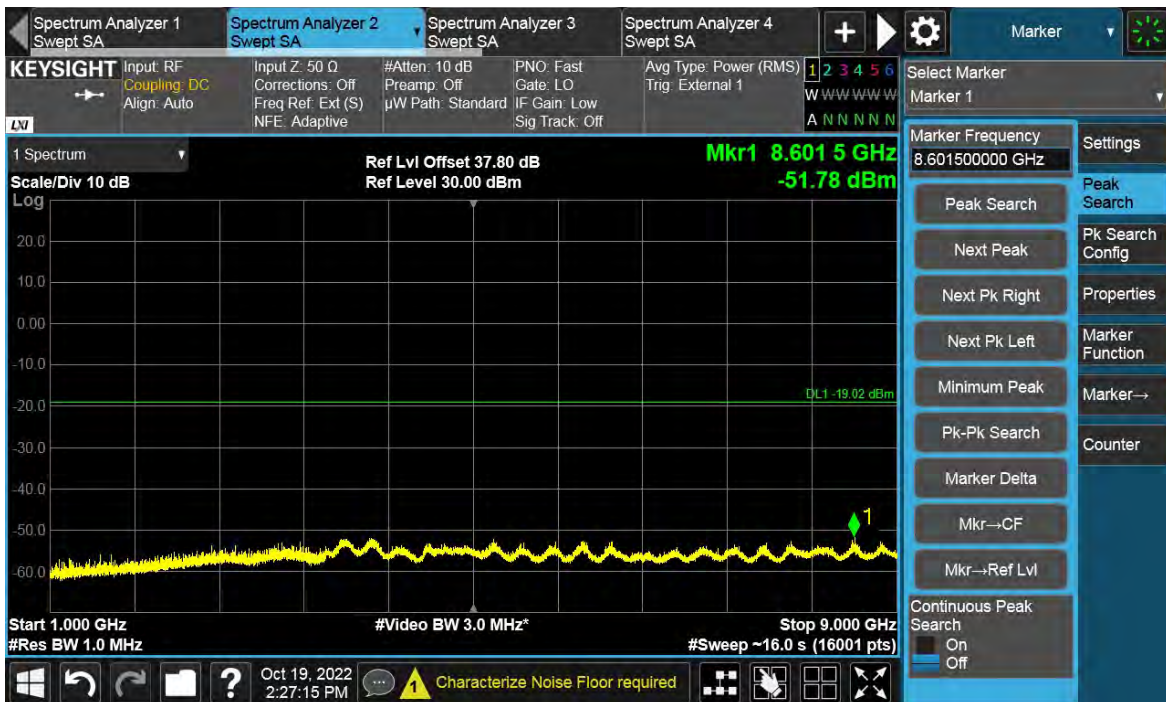 Spectrum Analyzer 1
Swept SA
Spectrum Analyzer 2
Swept SA
Spectrum Analyzer 3
Swept SA
Spectrum Analyzer 4
Swept SA
+
Marker
KEYSIGHT
LXI
Input: RF
Coupling: DC
Align: Auto
Input Z: 50 Ω
Corrections: Off
Freq Ref: Ext (S)
NFE: Adaptive
#Atten: 10 dB
Preamp: Off
µW Path: Standard
PNO: Fast
Gate: LO
IF Gain: Low
Sig Track: Off
Avg Type: Power (RMS)
Trig: External 1
1 2 3 4 5 6
W W W W W W
A N N N N N
Select Marker
Marker 1
1 Spectrum
Scale/Div 10 dB
Log
Ref Lvl Offset 37.80 dB
Ref Level 30.00 dBm
Mkr1 8.601 5 GHz
-51.78 dBm
20.0
10.0
0.00
-10.0
-20.0
-30.0
-40.0
-50.0
-60.0
DL1 -19.02 dBm
1
Start 1.000 GHz
#Res BW 1.0 MHz
#Video BW 3.0 MHz*
Stop 9.000 GHz
#Sweep ~16.0 s (16001 pts)
Marker Frequency
8.601500000 GHz
Peak Search
Next Peak
Next Pk Right
Next Pk Left
Minimum Peak
Pk-Pk Search
Marker Delta
Mkr→CF
Mkr→Ref Lvl
Continuous Peak
Search
On
Off
Settings
Peak
Search
Pk Search
Config
Properties
Marker
Function
Marker→
Counter
?
Oct 19, 2022
2:27:15 PM
1
Characterize Noise Floor required